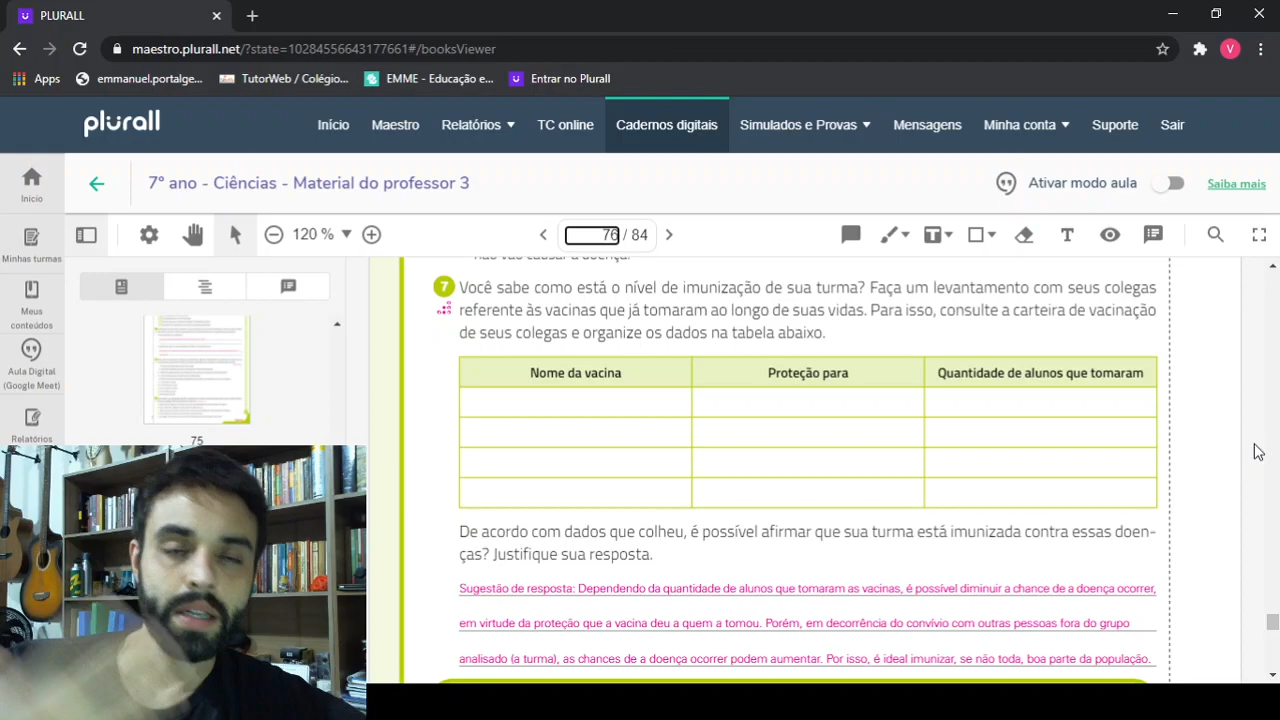 PLURALL
maestro.plurall.net/?state=10284556643177661#/booksViewer
V
Apps
emmanuel.portalge...
TutorWeb / Colégio...
EMME - Educação e...
Entrar no Plurall
plurall
Início
Maestro
Relatórios
TC online
Cadernos digitais
Simulados e Provas
Mensagens
Minha conta
Suporte
Sair
Início
7º ano - Ciências - Material do professor 3
Ativar modo aula
Saiba mais
120 %
76 / 84
Minhas turmas
Meus
conteúdos
Aula Digital
(Google Meet)
Relatórios
75
não vão causar a doença.
7 Você sabe como está o nível de imunização de sua turma? Faça um levantamento com seus colegas
referente às vacinas que já tomaram ao longo de suas vidas. Para isso, consulte a carteira de vacinação
de seus colegas e organize os dados na tabela abaixo.
Nome da vacina
Proteção para
Quantidade de alunos que tomaram
De acordo com dados que colheu, é possível afirmar que sua turma está imunizada contra essas doen-
ças? Justifique sua resposta.
Sugestão de resposta: Dependendo da quantidade de alunos que tomaram as vacinas, é possível diminuir a chance de a doença ocorrer,
em virtude da proteção que a vacina deu a quem a tomou. Porém, em decorrência do convívio com outras pessoas fora do grupo
analisado (a turma), as chances de a doença ocorrer podem aumentar. Por isso, é ideal imunizar, se não toda, boa parte da população.